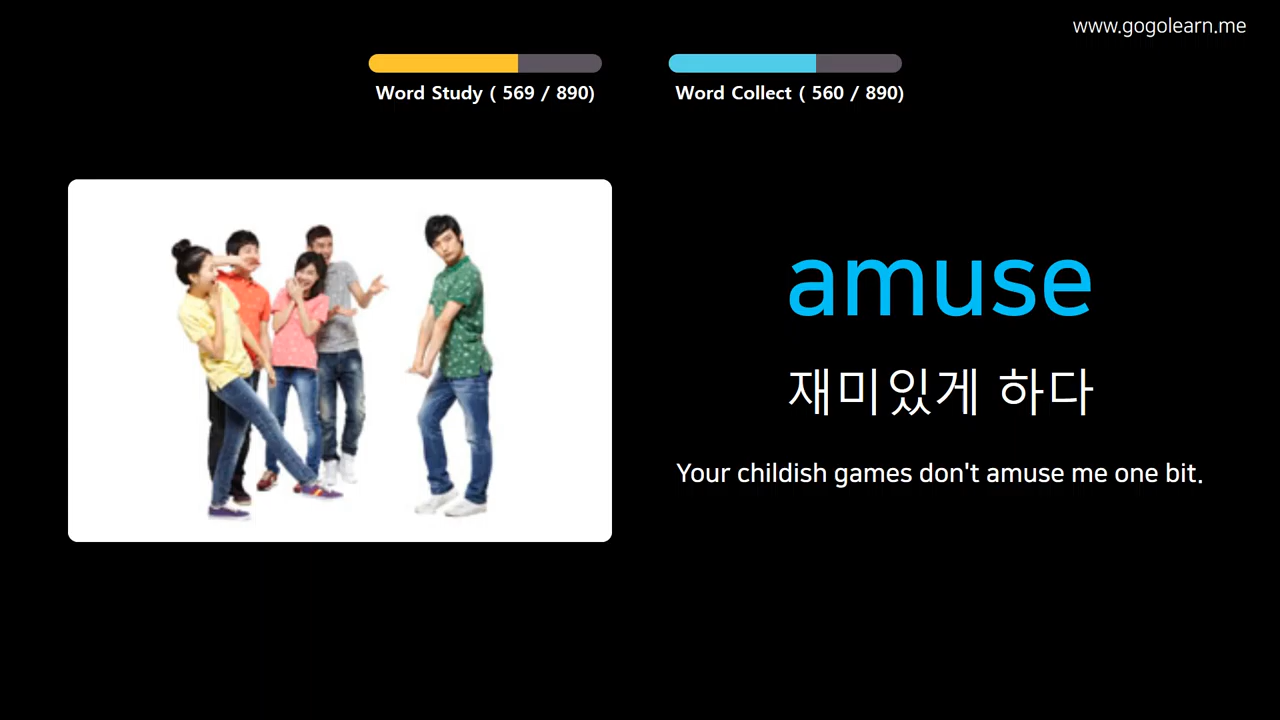 www.gogolearn.me
Word Study ( 569 / 890)
Word Collect ( 560 / 890)
amuse
재미있게 하다
Your childish games don't amuse me one bit.